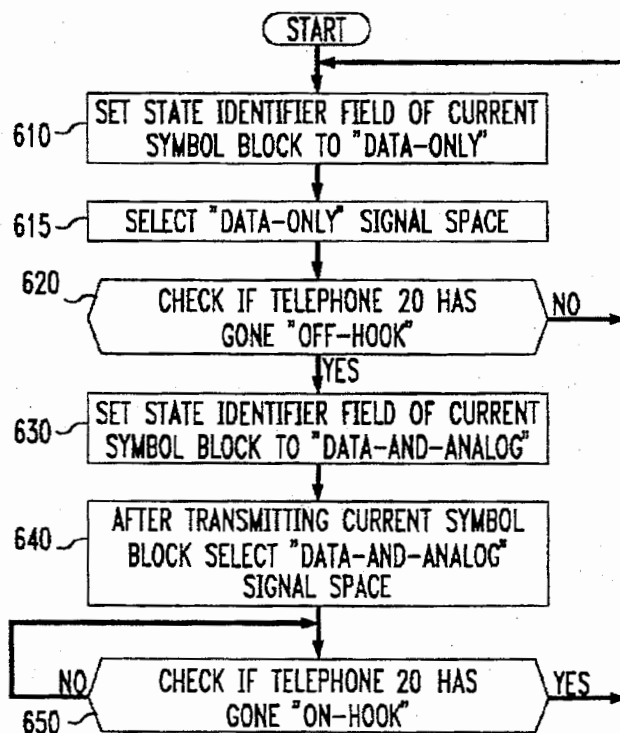 START
610
SET STATE IDENTIFIER FIELD OF CURRENT
SYMBOL BLOCK TO "DATA-ONLY"
615
SELECT "DATA-ONLY" SIGNAL SPACE
620
CHECK IF TELEPHONE 20 HAS
GONE "OFF-HOOK"
NO
YES
630
SET STATE IDENTIFIER FIELD OF CURRENT
SYMBOL BLOCK TO "DATA-AND-ANALOG"
640
AFTER TRANSMITTING CURRENT SYMBOL
BLOCK SELECT "DATA-AND-ANALOG"
SIGNAL SPACE
NO
CHECK IF TELEPHONE 20 HAS
GONE "ON-HOOK"
YES
650